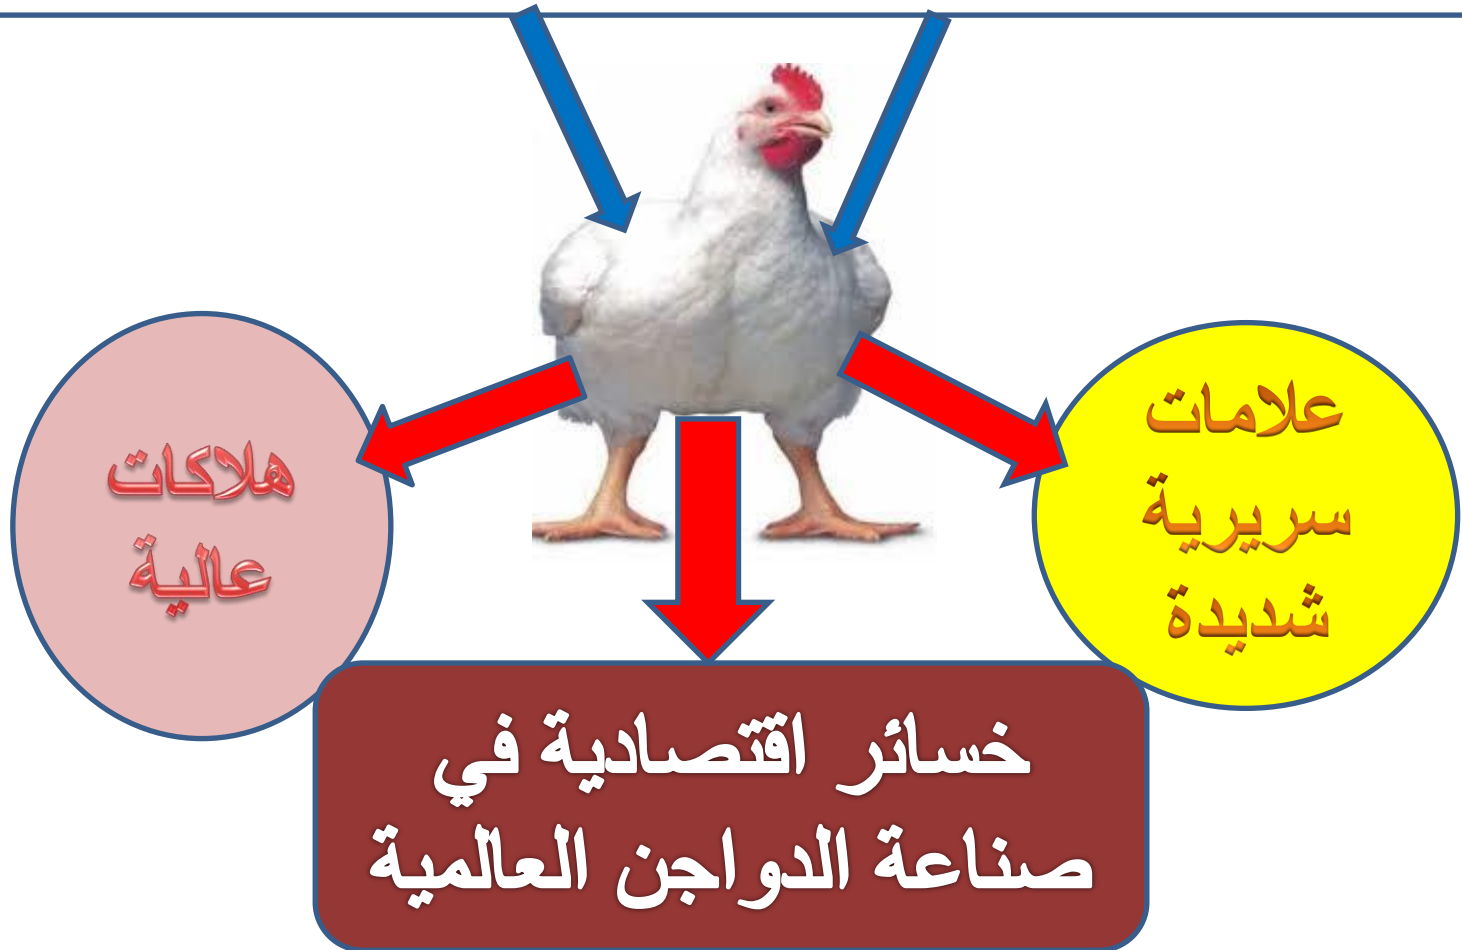 علامات
سريرية
شديدة
هلاكات
عالية
خسائر اقتصادية في
صناعة الدواجن العالمية